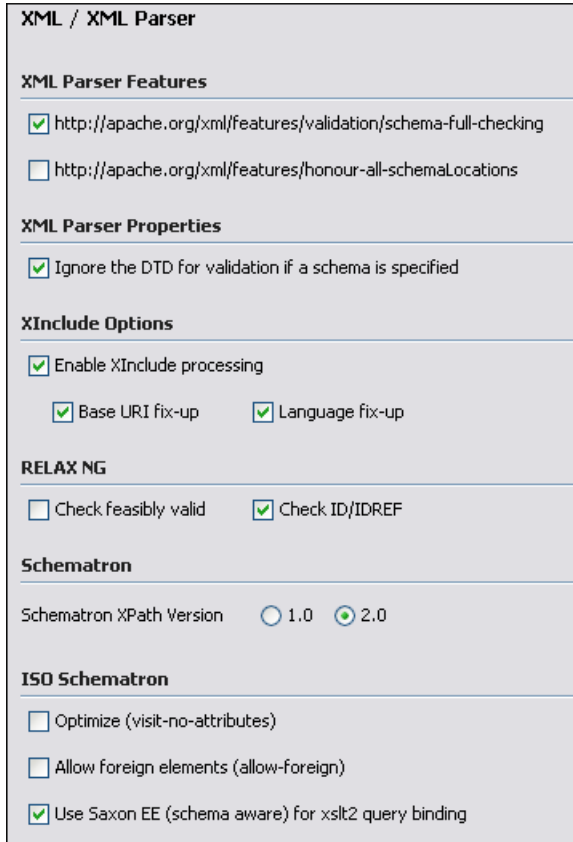 XML / XML Parser
XML Parser Features
http://apache.org/xml/features/validation/schema-full-checking
http://apache.org/xml/features/honour-all-schemaLocations
XML Parser Properties
Ignore the DTD for validation if a schema is specified
XInclude Options
Enable XInclude processing
Base URI fix-up Language fix-up
RELAX NG
Check feasibly valid Check ID/IDREF
Schematron
Schematron XPath Version 1.0 2.0
ISO Schematron
Optimize (visit-no-attributes)
Allow foreign elements (allow-foreign)
Use Saxon EE (schema aware) for xslt2 query binding